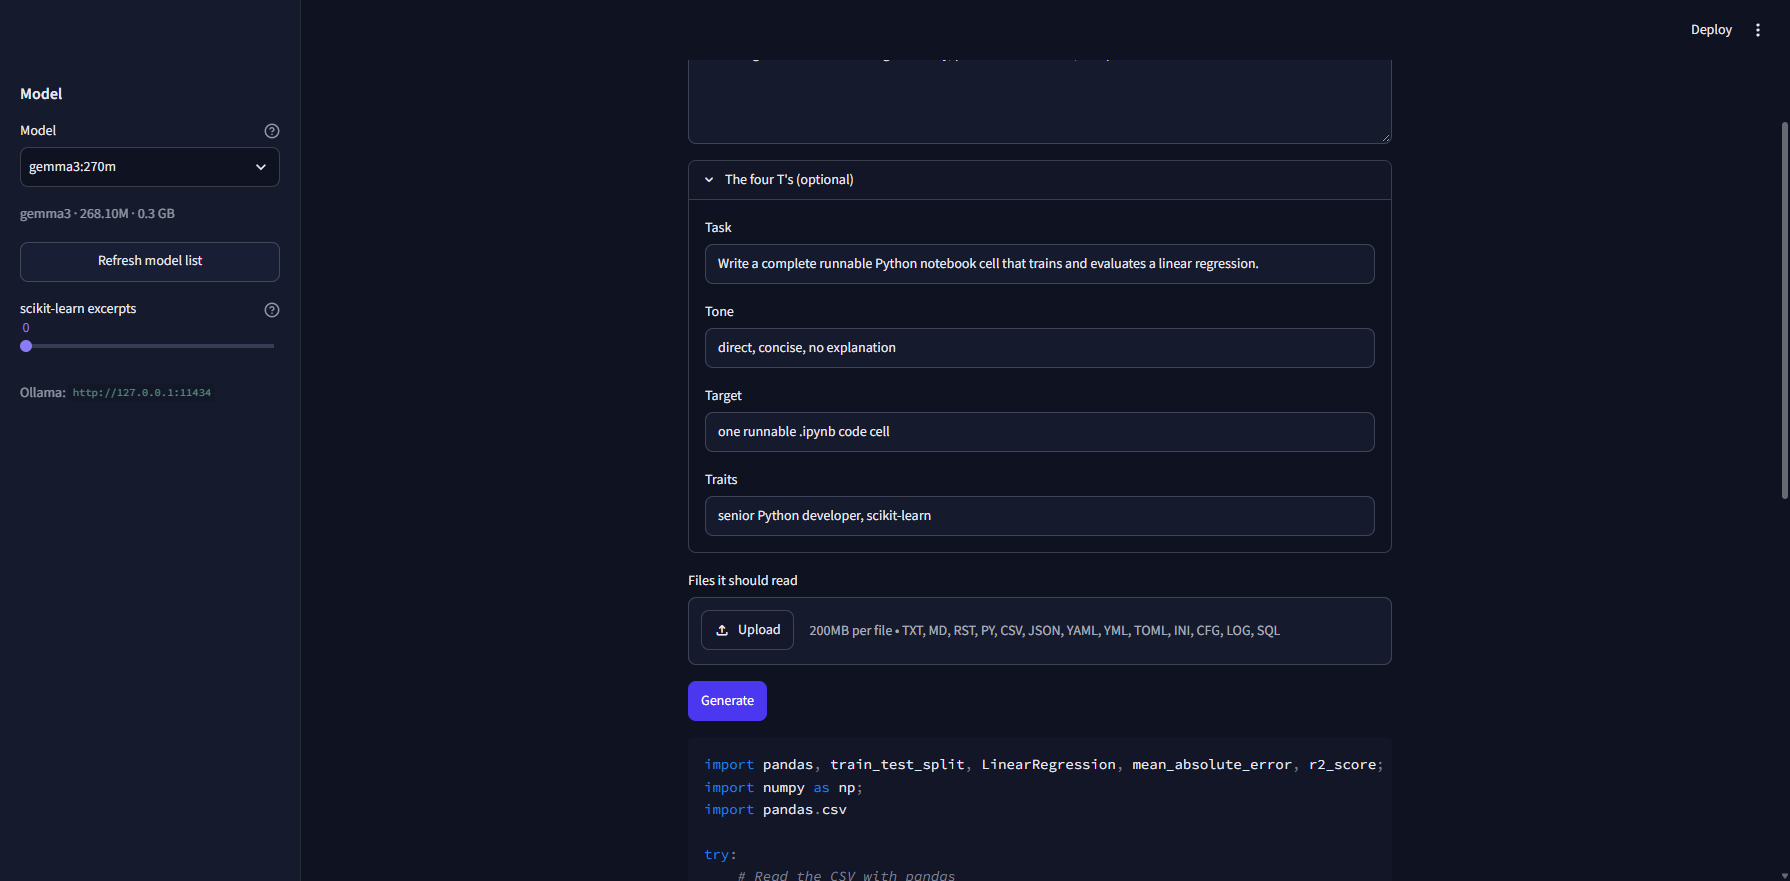 Deploy
Model
Model
gemma3:270m
gemma3 · 268.10M · 0.3 GB
Refresh model list
scikit-learn excerpts
0
Ollama: http://127.0.0.1:11434
The four T's (optional)
Task
Write a complete runnable Python notebook cell that trains and evaluates a linear regression.
Tone
direct, concise, no explanation
Target
one runnable .ipynb code cell
Traits
senior Python developer, scikit-learn
Files it should read
Upload
200MB per file • TXT, MD, RST, PY, CSV, JSON, YAML, YML, TOML, INI, CFG, LOG, SQL
Generate
import pandas, train_test_split, LinearRegression, mean_absolute_error, r2_score;
import numpy as np;
import pandas.csv
try:
# Read the CSV with pandas